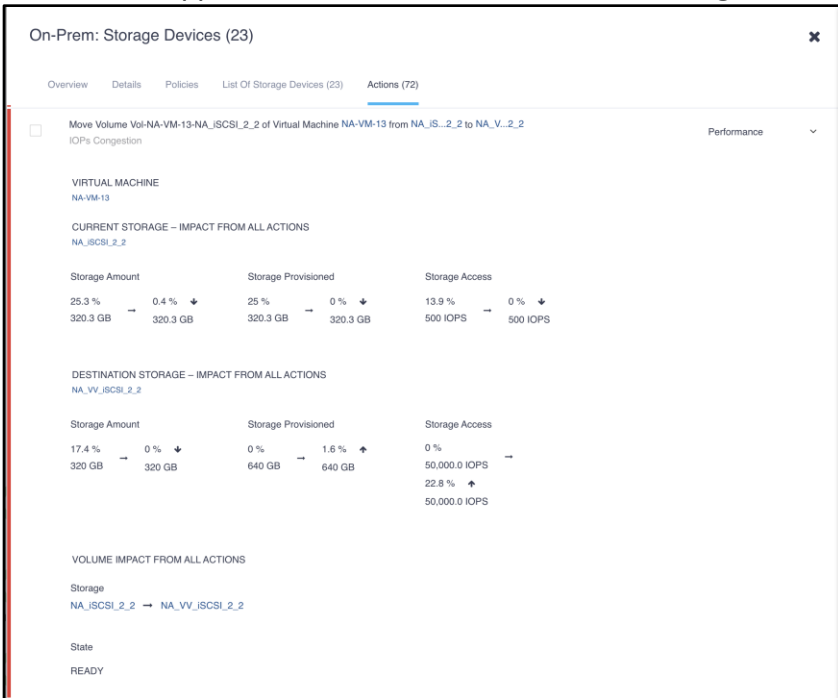 On-Prem: Storage Devices (23)
Overview Details Policies List Of Storage Devices (23) Actions (72)
Move Volume Vol-NA-VM-13-NA_iSCSI_2_2 of Virtual Machine NA-VM-13 from NA_iS...2_2 to NA_V...2_2
Performance
IOPs Congestion
VIRTUAL MACHINE
NA-VM-13
CURRENT STORAGE – IMPACT FROM ALL ACTIONS
NA_iSCSI_2_2
Storage Amount Storage Provisioned Storage Access
25.3 % → 0.4 % ↓ 25 % → 0 % ↓ 13.9 % → 0 % ↓
320.3 GB 320.3 GB 320.3 GB 320.3 GB 500 IOPS 500 IOPS
DESTINATION STORAGE – IMPACT FROM ALL ACTIONS
NA_VV_iSCSI_2_2
Storage Amount Storage Provisioned Storage Access
17.4 % → 0 % ↓ 0 % → 1.6 % ↑ 0 % →
320 GB 320 GB 640 GB 640 GB 50,000.0 IOPS
22.8 % ↑
50,000.0 IOPS
VOLUME IMPACT FROM ALL ACTIONS
Storage
NA_iSCSI_2_2 → NA_VV_iSCSI_2_2
State
READY